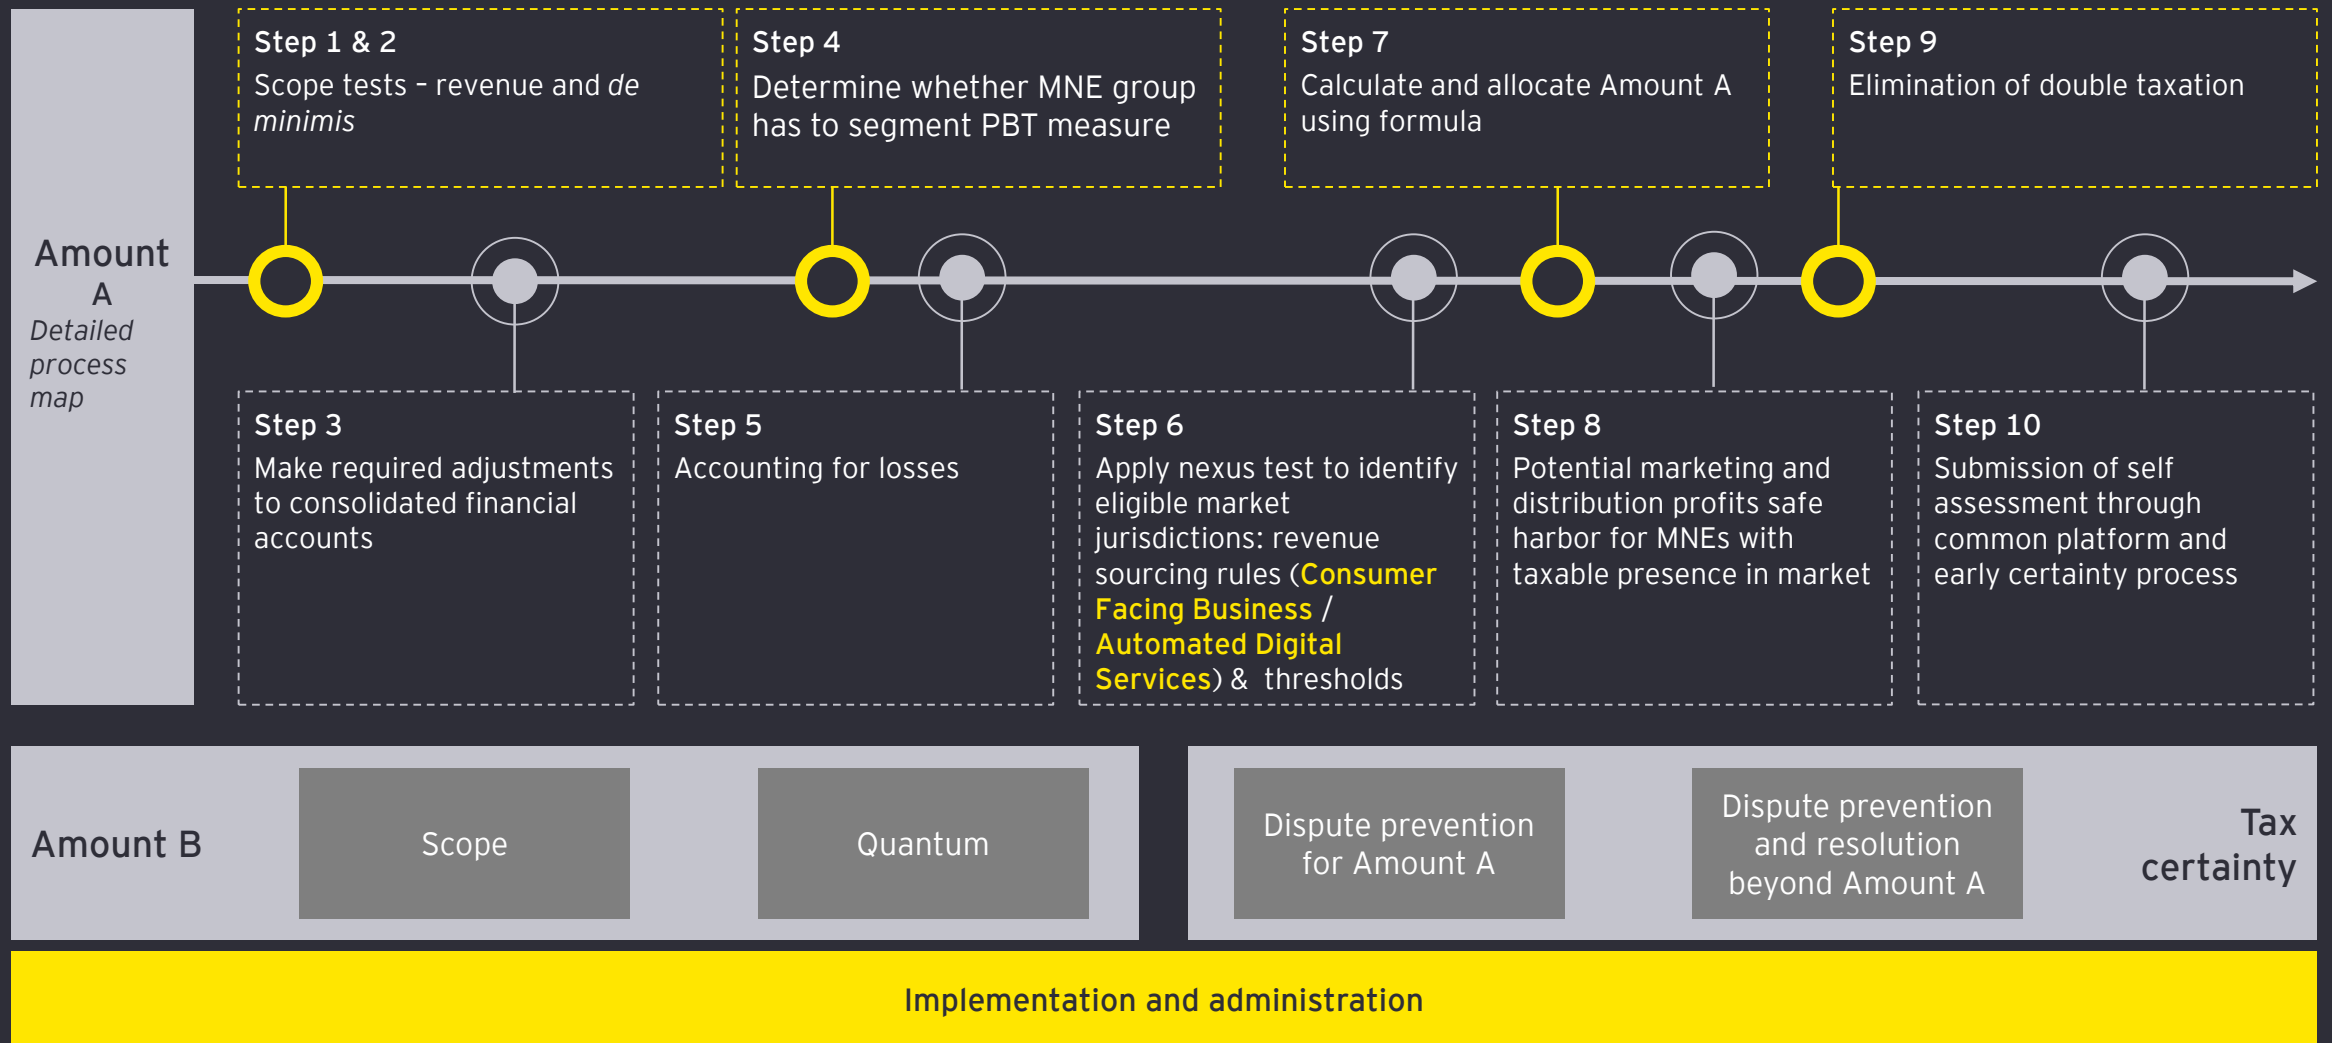 Amount
A
Detailed
process
map
Step 1 & 2
Scope tests – revenue and de
minimis
Step 4
Determine whether MNE group
has to segment PBT measure
Step 7
Calculate and allocate Amount A
using formula
Step 9
Elimination of double taxation
Step 3
Make required adjustments
to consolidated financial
accounts
Step 5
Accounting for losses
Step 6
Apply nexus test to identify
eligible market
jurisdictions: revenue
sourcing rules (Consumer
Facing Business /
Automated Digital
Services) & thresholds
Step 8
Potential marketing and
distribution profits safe
harbor for MNEs with
taxable presence in market
Step 10
Submission of self
assessment through
common platform and
early certainty process
Amount B
Scope
Quantum
Dispute prevention
for Amount A
Dispute prevention
and resolution
beyond Amount A
Tax
certainty
Implementation and administration